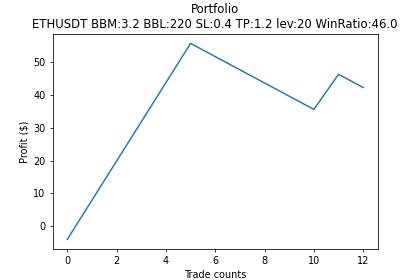 Portfolio
ETHUSDT BBM:3.2 BBL:220 SL:0.4 TP:1.2 lev:20 WinRatio:46.0
Profit ($)
50
40
30
20
10
0
0 2 4 6 8 10 12
Trade counts